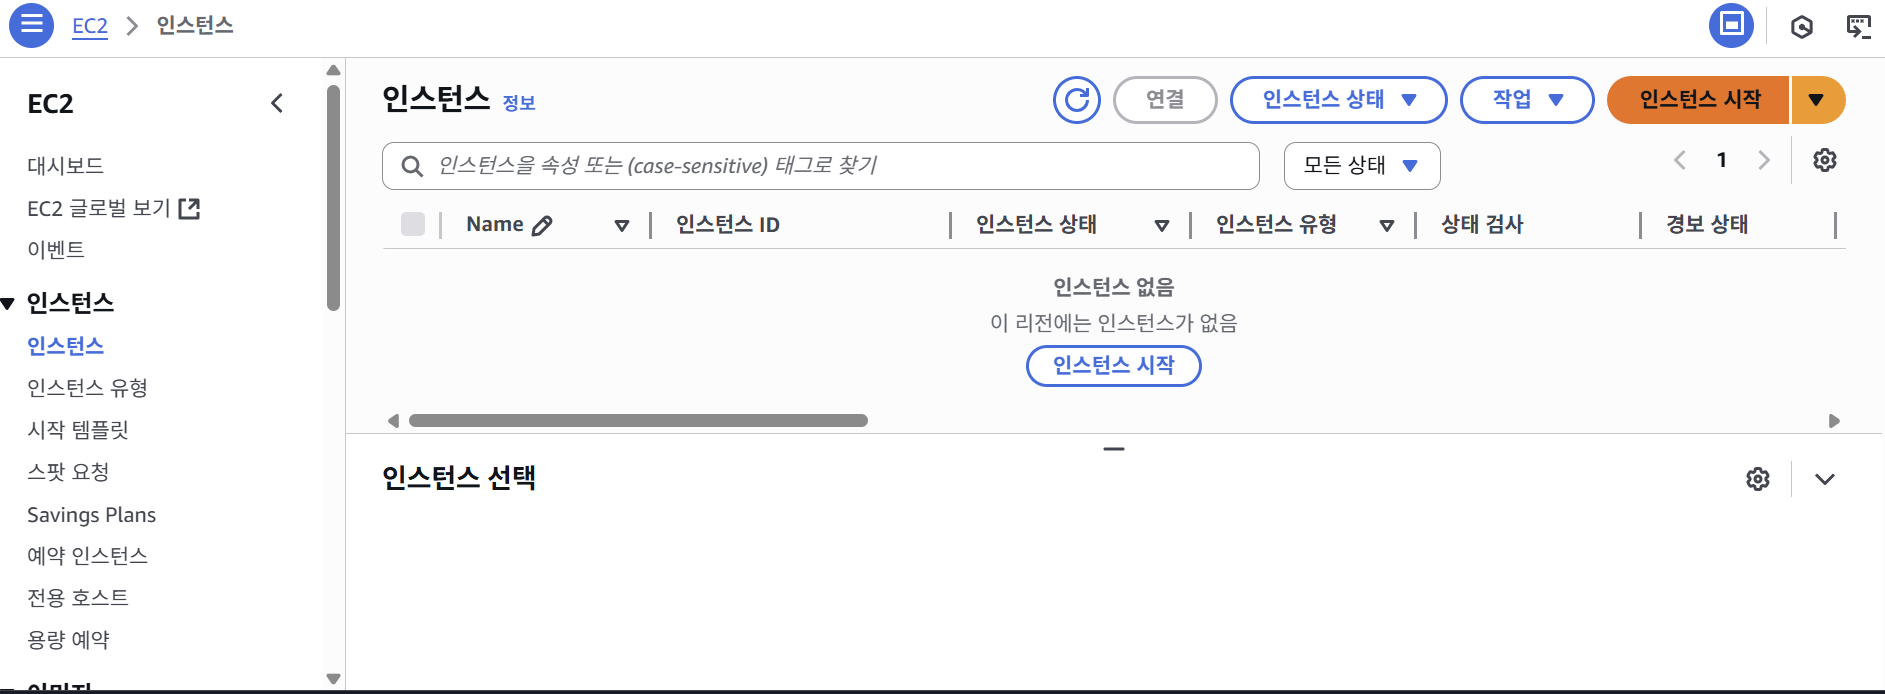 EC2 > 인스턴스
EC2
대시보드
EC2 글로벌 보기
이벤트
인스턴스
인스턴스
인스턴스 유형
시작 템플릿
스팟 요청
Savings Plans
예약 인스턴스
전용 호스트
용량 예약
인스턴스 정보
연결 인스턴스 상태 작업 인스턴스 시작
인스턴스을 속성 또는 (case-sensitive) 태그로 찾기 모든 상태 1
Name 인스턴스 ID 인스턴스 상태 인스턴스 유형 상태 검사 경보 상태
인스턴스 없음
이 리전에는 인스턴스가 없음
인스턴스 시작
인스턴스 선택